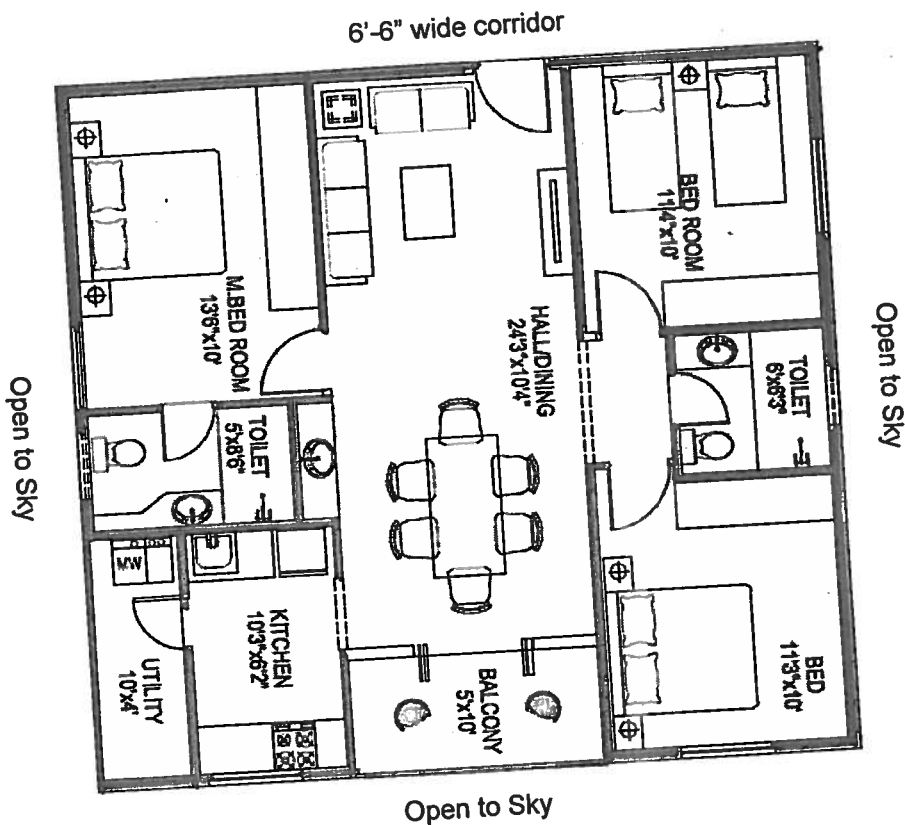 6'-6" wide corridor
BED ROOM
11'4"x10'
M.BED ROOM
13'6"x10'
HALL/DINING
24'3"x10'4"
Open to Sky
TOILET
6'x6'3"
Open to Sky
TOILET
5'x8'6"
MW
KITCHEN
10'3"x6'2"
UTILITY
10'x4'
BALCONY
5'x10'
BED
11'3"x10'
Open to Sky